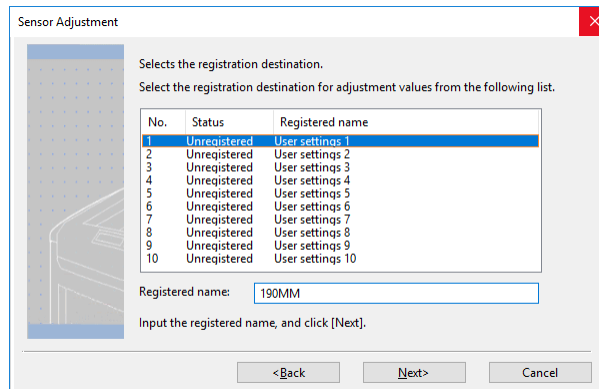 Sensor Adjustment
Selects the registration destination.
Select the registration destination for adjustment values from the following list.
No. Status Registered name
1 Unregistered User settings 1
2 Unregistered User settings 2
3 Unregistered User settings 3
4 Unregistered User settings 4
5 Unregistered User settings 5
6 Unregistered User settings 6
7 Unregistered User settings 7
8 Unregistered User settings 8
9 Unregistered User settings 9
10 Unregistered User settings 10
Registered name: 190MM
Input the registered name, and click [Next].
<Back Next> Cancel